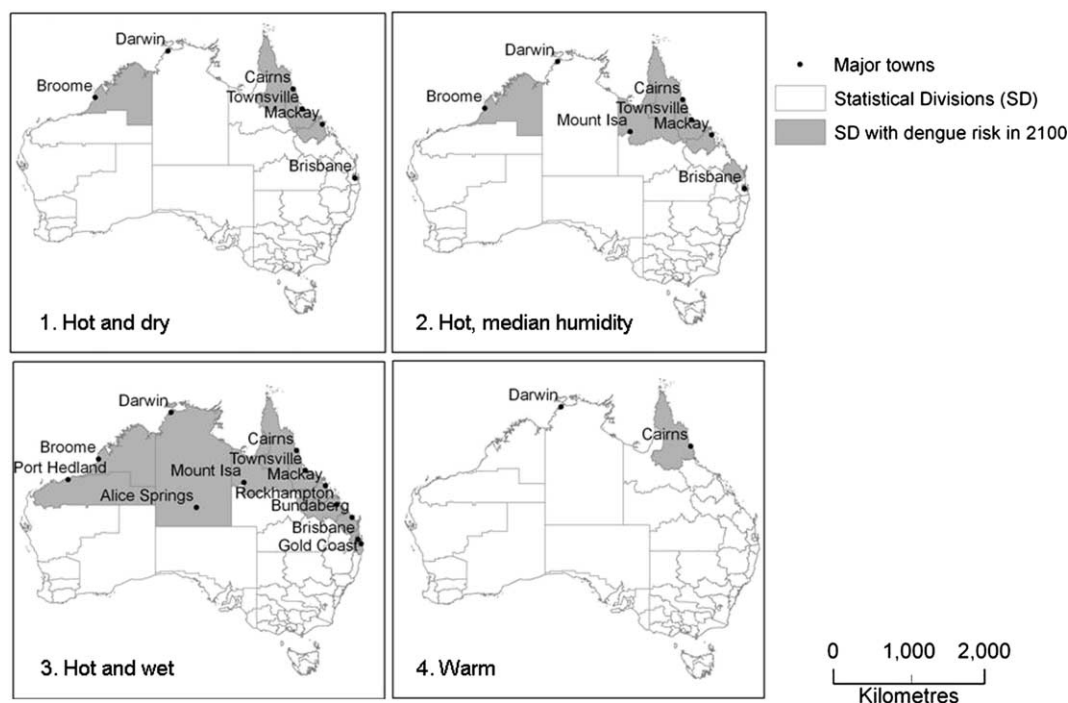 Darwin
Broome
Cairns
Townsville
Mackay
Brisbane
1. Hot and dry
Darwin
Broome
Cairns
Townsville
Mount Isa
Mackay
Brisbane
2. Hot, median humidity
Major towns
Statistical Divisions (SD)
SD with dengue risk in 2100
Darwin
Broome
Port Hedland
Cairns
Townsville
Mount Isa
Mackay
Alice Springs
Rockhampton
Bundaberg
Brisbane
Gold Coast
3. Hot and wet
Darwin
Cairns
4. Warm
0 1,000 2,000
Kilometres